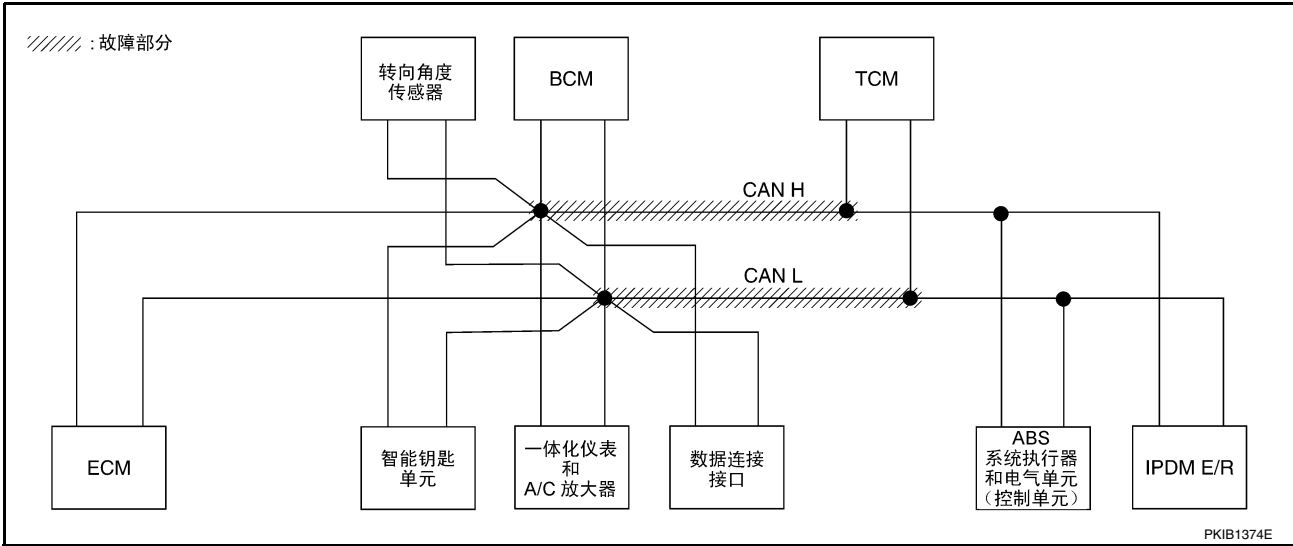 : 故障部分
转向角度
传感器
BCM
TCM
CAN H
CAN L
ECM
智能钥匙
单元
一体化仪表
和
A/C 放大器
数据连接
接口
ABS
系统执行器
和电气单元
（控制单元）
IPDM E/R
PKIB1374E